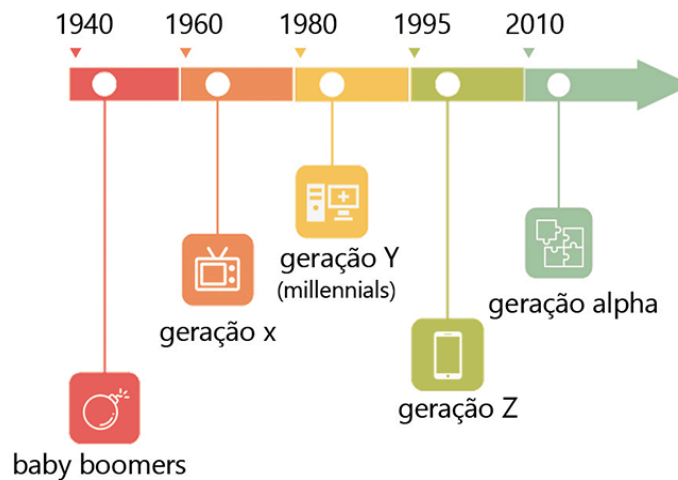 1940
1960
1980
1995
2010
geração Y
(millennials)
geração alpha
geração x
geração Z
baby boomers